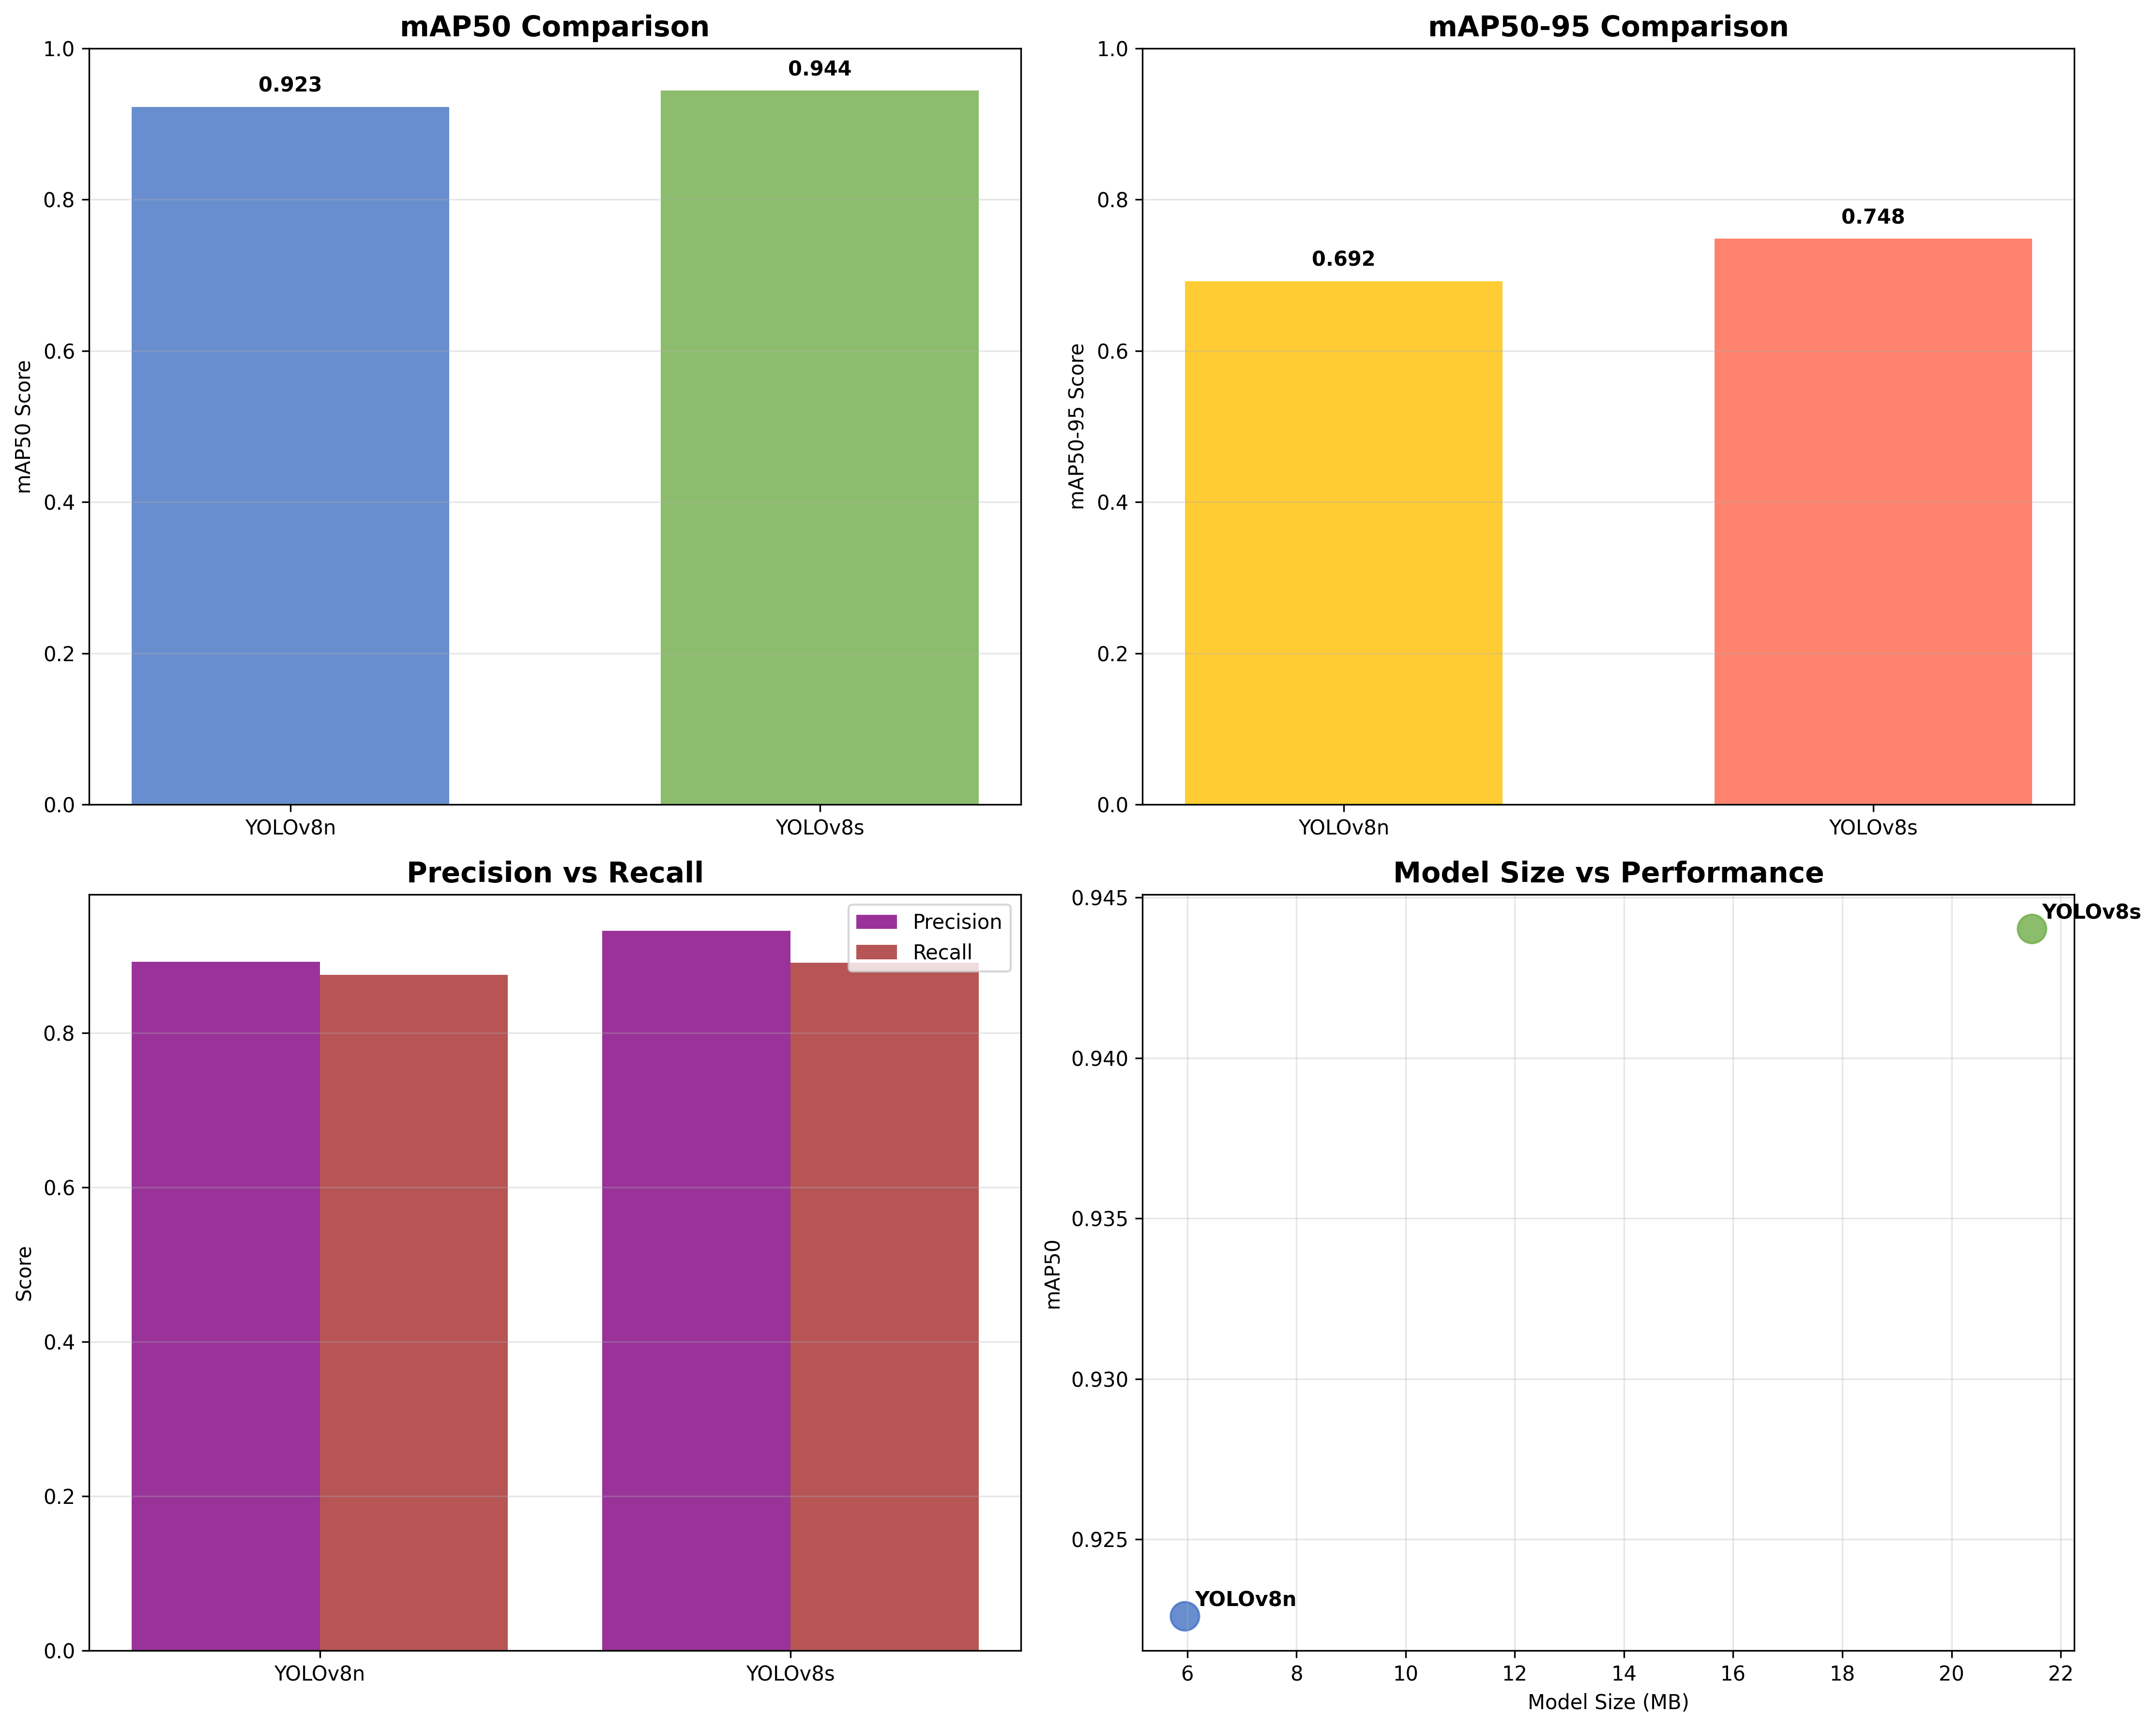 mAP50 Comparison
1.0
0.8
0.6
0.4
0.2
0.0
mAP50 Score
0.923
0.944
YOLOv8n
YOLOv8s
mAP50-95 Comparison
1.0
0.8
0.6
0.4
0.2
0.0
mAP50-95 Score
0.692
0.748
YOLOv8n
YOLOv8s
Precision vs Recall
Precision
Recall
0.8
0.6
0.4
0.2
0.0
Score
YOLOv8n
YOLOv8s
Model Size vs Performance
0.945
0.940
0.935
0.930
0.925
mAP50
YOLOv8s
YOLOv8n
6
8
10
12
14
16
18
20
22
Model Size (MB)